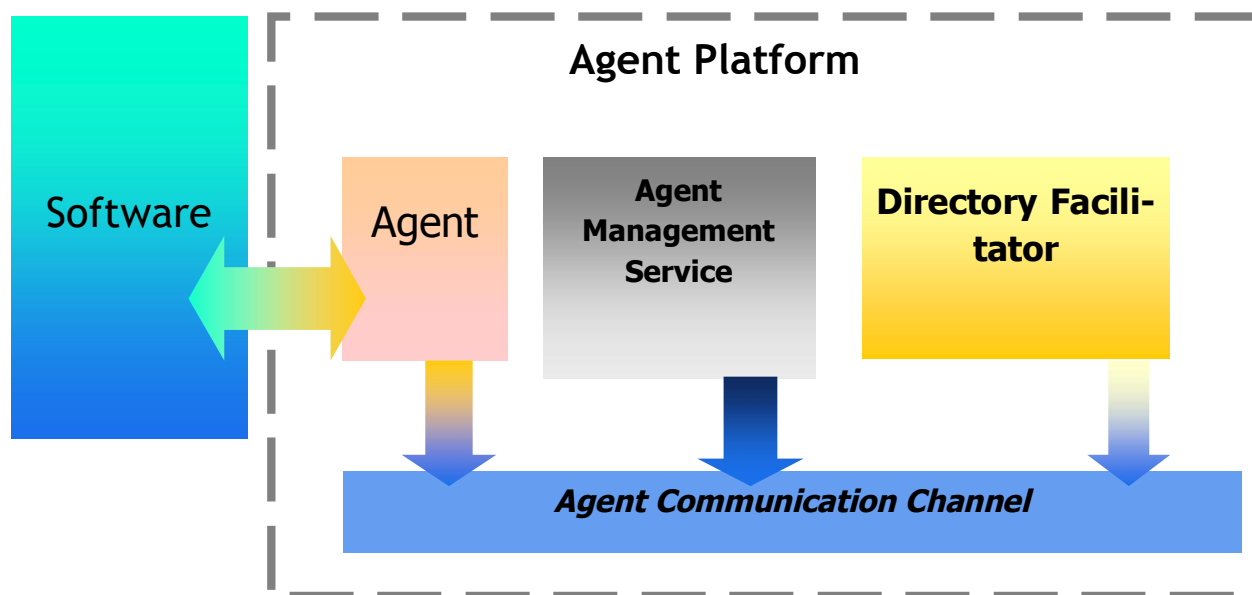 Agent Platform
Software
Agent
Agent
Management
Service
Directory Facili-
tator
Agent Communication Channel